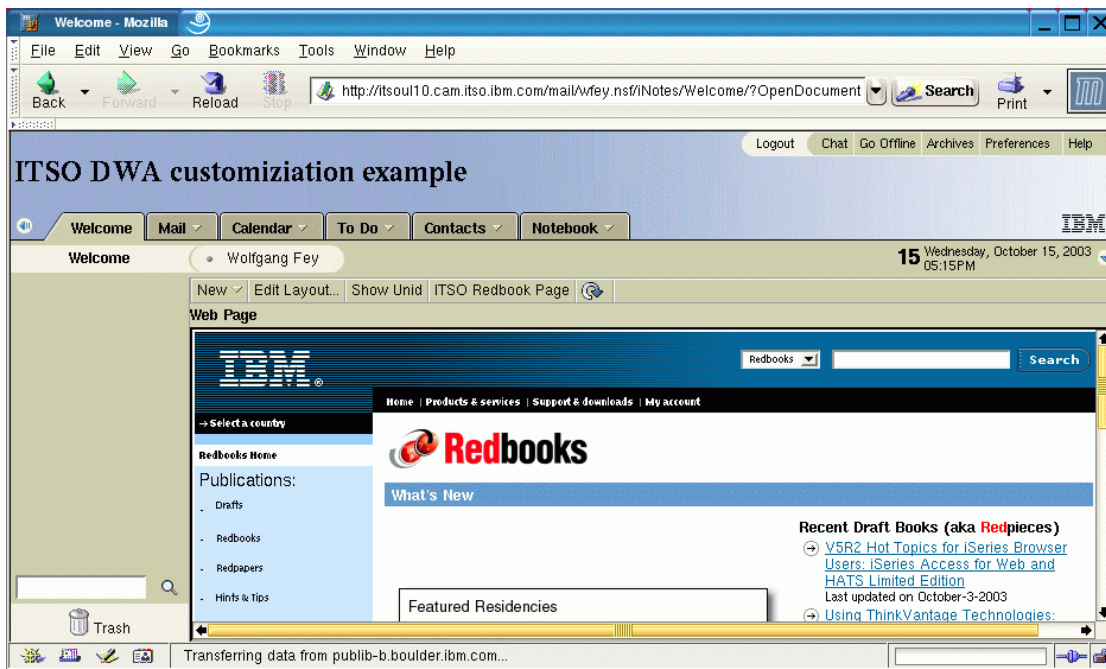 Welcome - Mozilla
File Edit View Go Bookmarks Tools Window Help
Back Forward Reload Stop http://itsoul10.cam.itso.ibm.com/mail/wfey.nsf/iNotes/Welcome/?OpenDocument Search Print
Logout Chat Go Offline Archives Preferences Help
ITSO DWA customiziation example
Welcome Mail Calendar To Do Contacts Notebook IBM
Welcome Wolfgang Fey 15 Wednesday, October 15, 2003
05:15PM
New Edit Layout... Show Unid ITSO Redbook Page
Web Page
IBM® Redbooks Search
Home | Products & services | Support & downloads | My account
→ Select a country
Redbooks
Redbooks Home
Publications:
What's New
- Drafts
Recent Draft Books (aka Redpieces)
- Redbooks
V5R2 Hot Topics for iSeries Browser
Users: iSeries Access for Web and
- Redpapers
HATS Limited Edition
Last updated on October-3-2003
- Hints & Tips
Featured Residencies
Using ThinkVantage Technologies:
Trash
Transferring data from publib-b.boulder.ibm.com...